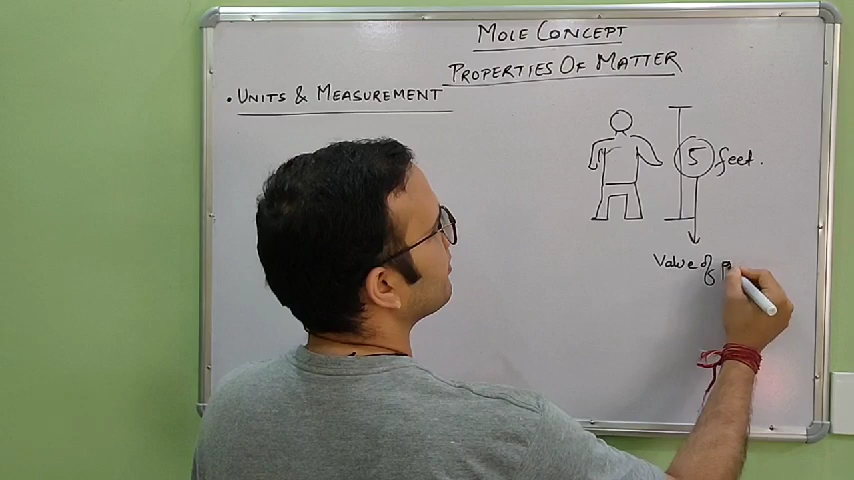 MOLE CONCEPT
PROPERTIES OF MATTER
• UNITS & MEASUREMENT
5 feet.
Value of p